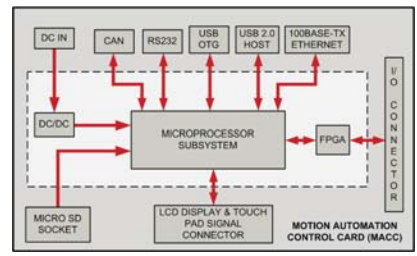 DC IN
CAN
RS232
USB
OTG
USB 2.0
HOST
100BASE-TX
ETHERNET
DC/DC
MICROPROCESSOR
SUBSYSTEM
FPGA
I/O CONNECTOR
MICRO SD
SOCKET
LCD DISPLAY & TOUCH
PAD SIGNAL
CONNECTOR
MOTION AUTOMATION
CONTROL CARD (MACC)